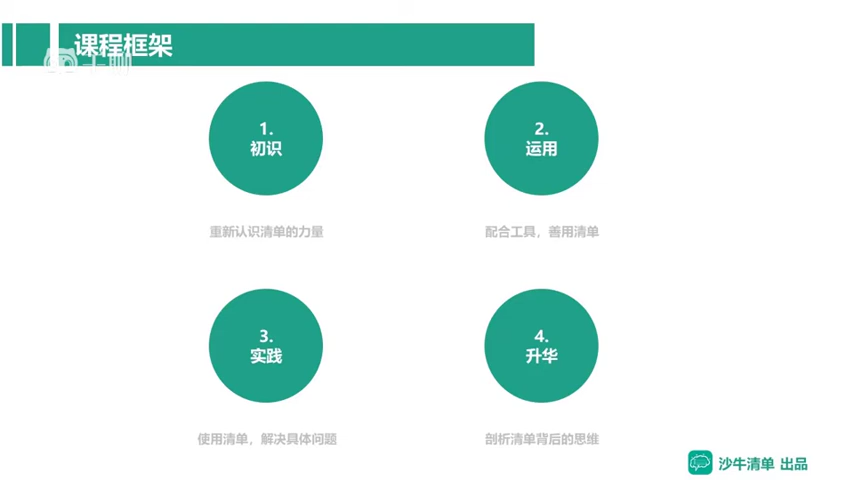 课程框架
1.
初识
2.
运用
重新认识清单的力量
配合工具，善用清单
3.
实践
4.
升华
使用清单，解决具体问题
剖析清单背后的思维
沙牛清单 出品